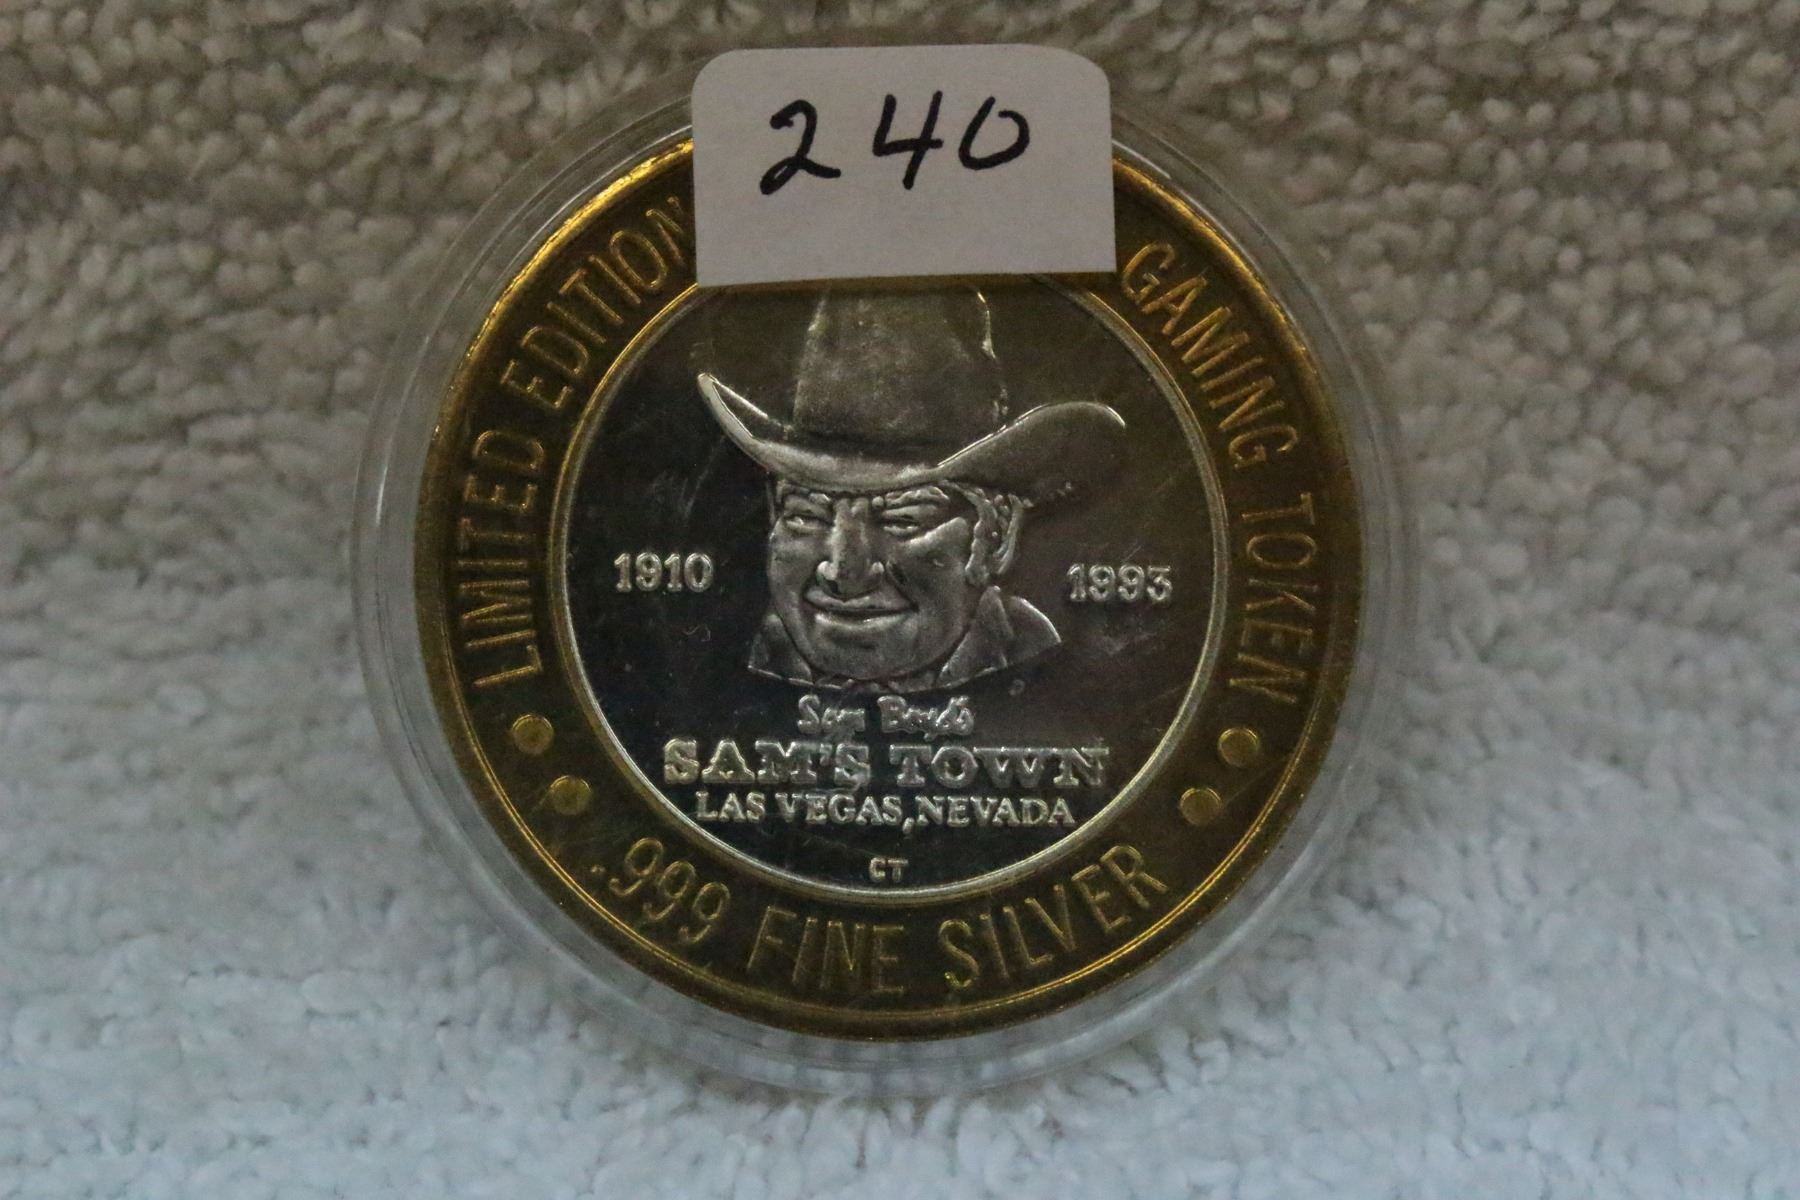 240
LIMITED EDITION
GAMING TOKEN
1910
1993
Sam Boyd's
SAM'S TOWN
LAS VEGAS, NEVADA
CT
.999 FINE SILVER